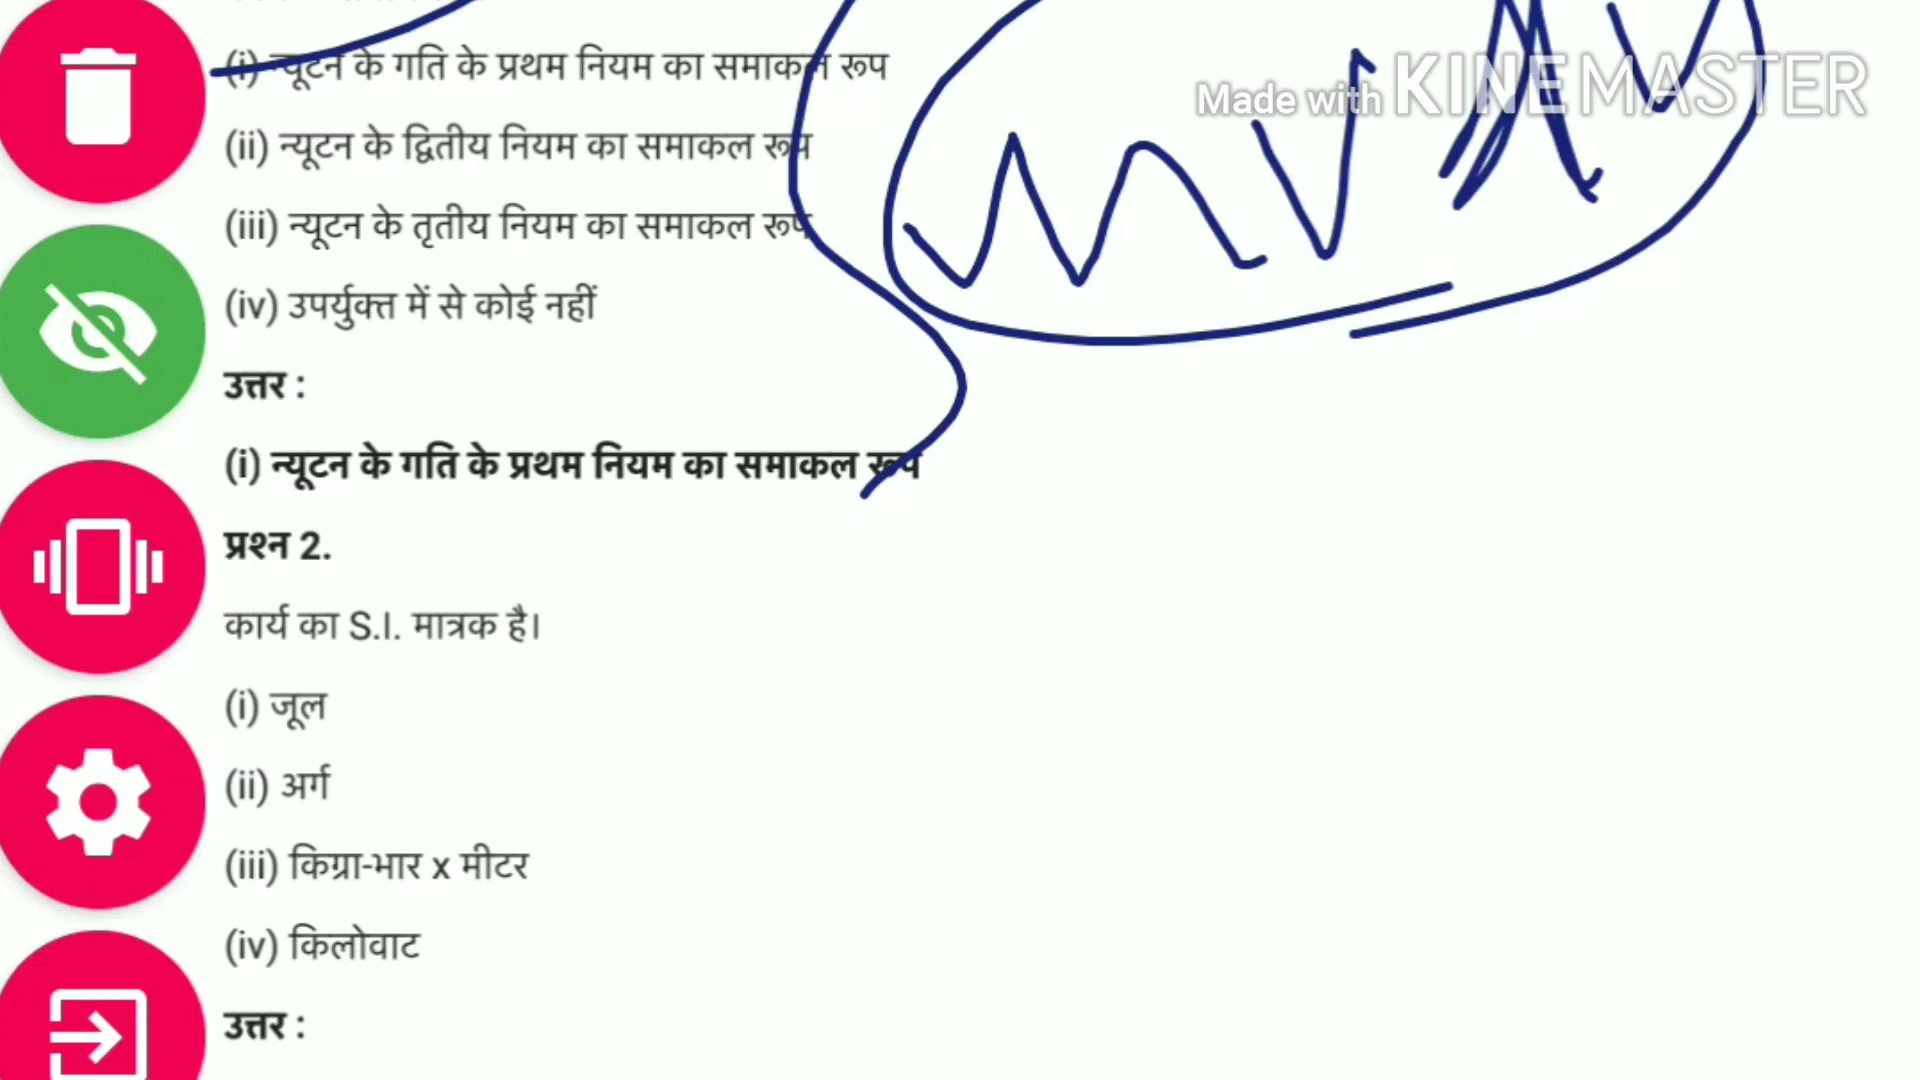 (i) न्यूटन के गति के प्रथम नियम का समाकल रूप
Made with KINEMASTER
(ii) न्यूटन के द्वितीय नियम का समाकल रूप
(iii) न्यूटन के तृतीय नियम का समाकल रूप
(iv) उपर्युक्त में से कोई नहीं
उत्तर :
(i) न्यूटन के गति के प्रथम नियम का समाकल रूप
प्रश्न 2.
कार्य का S.I. मात्रक है।
(i) जूल
(ii) अर्ग
(iii) किग्रा-भार x मीटर
(iv) किलोवाट
उत्तर :